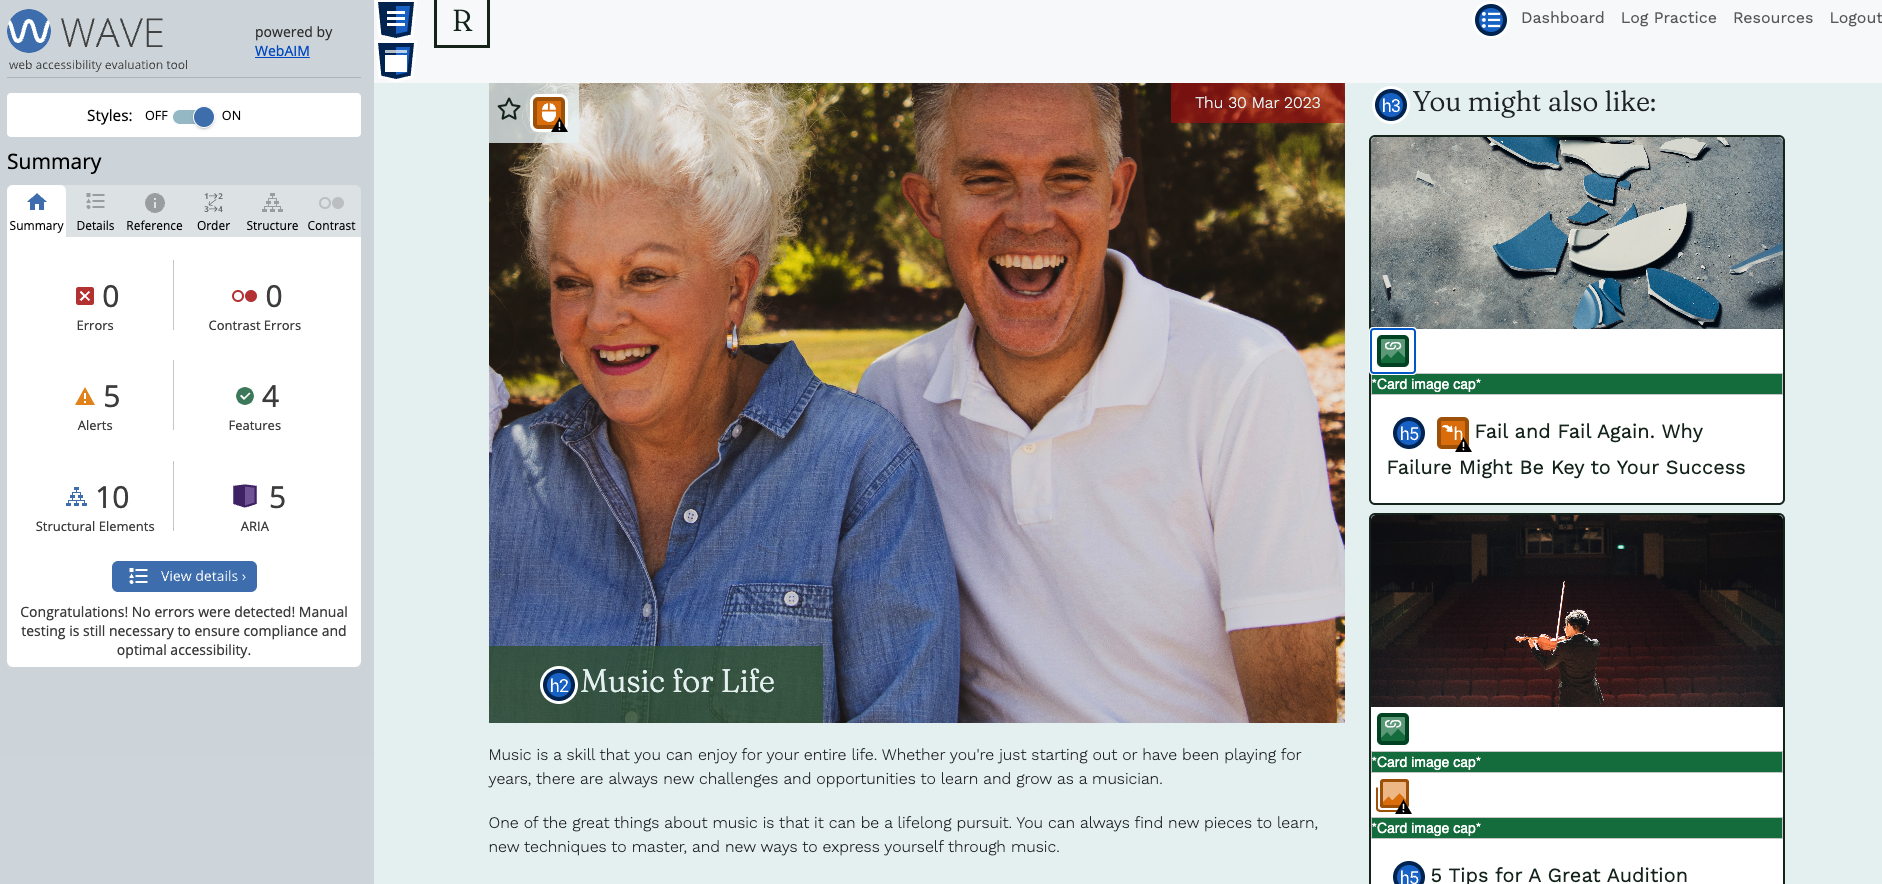 WAVE
powered by
WebAIM
web accessibility evaluation tool
Styles: OFF ON
Summary
Summary Details Reference Order Structure Contrast
0 Errors
0 Contrast Errors
5 Alerts
4 Features
10 Structural Elements
5 ARIA
View details ›
Congratulations! No errors were detected! Manual
testing is still necessary to ensure compliance and
optimal accessibility.
R
Dashboard Log Practice Resources Logout
Thu 30 Mar 2023
h2 Music for Life
Music is a skill that you can enjoy for your entire life. Whether you're just starting out or have been playing for
years, there are always new challenges and opportunities to learn and grow as a musician.
One of the great things about music is that it can be a lifelong pursuit. You can always find new pieces to learn,
new techniques to master, and new ways to express yourself through music.
h3 You might also like:
*Card image cap*
h5 h Fail and Fail Again. Why
Failure Might Be Key to Your Success
*Card image cap*
*Card image cap*
h5 5 Tips for A Great Audition